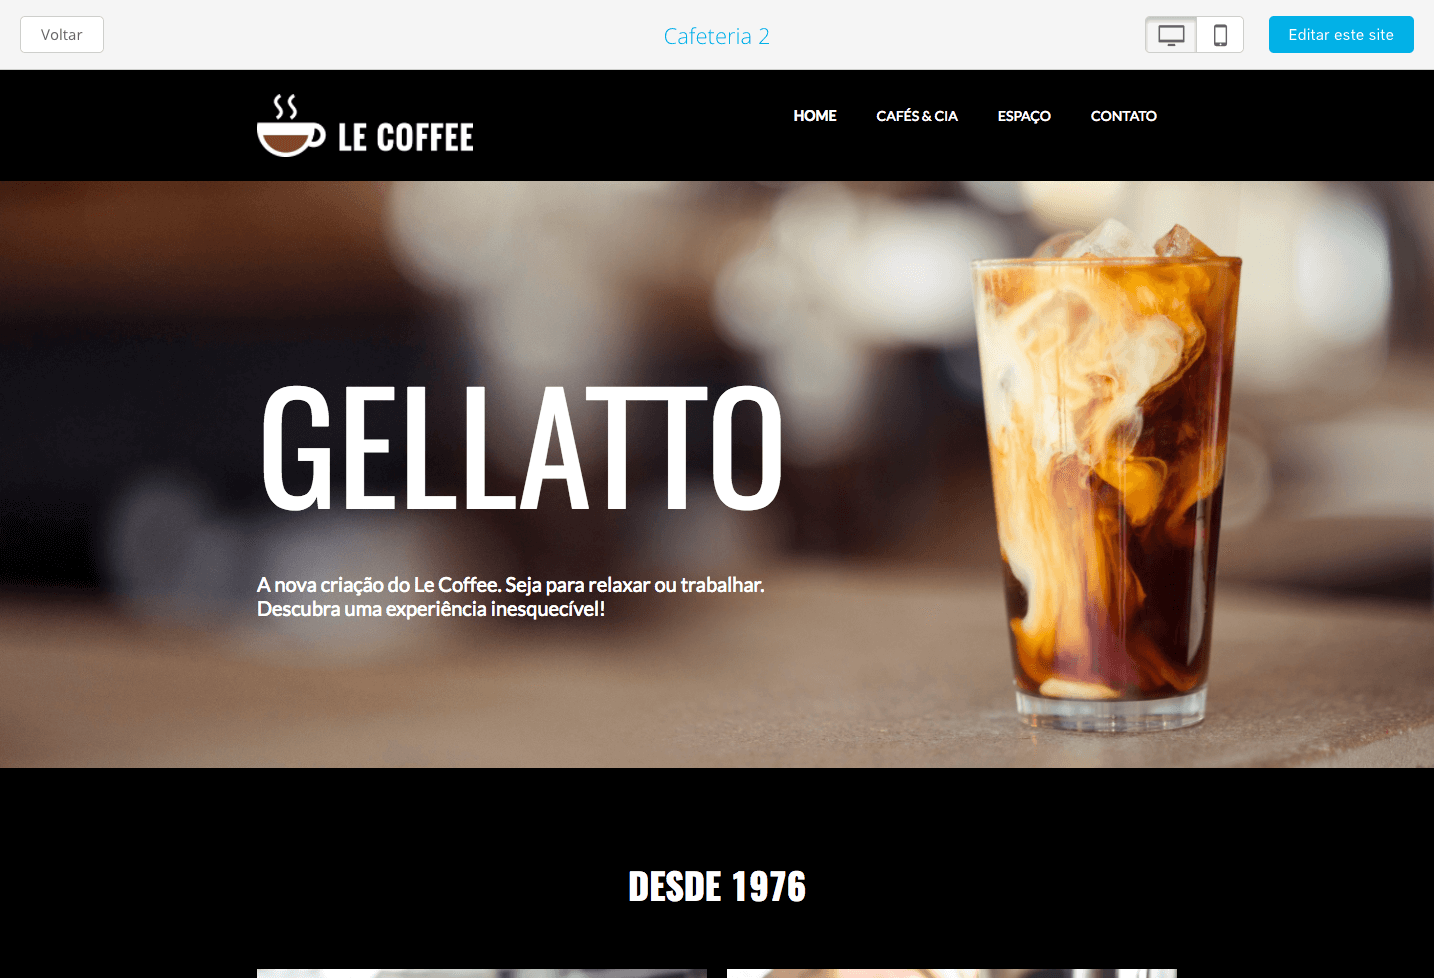 Voltar
Cafeteria 2
Editar este site
LE COFFEE
HOME
CAFÉS & CIA
ESPAÇO
CONTATO
GELLATTO
A nova criação do Le Coffee. Seja para relaxar ou trabalhar.
Descubra uma experiência inesquecível!
DESDE 1976